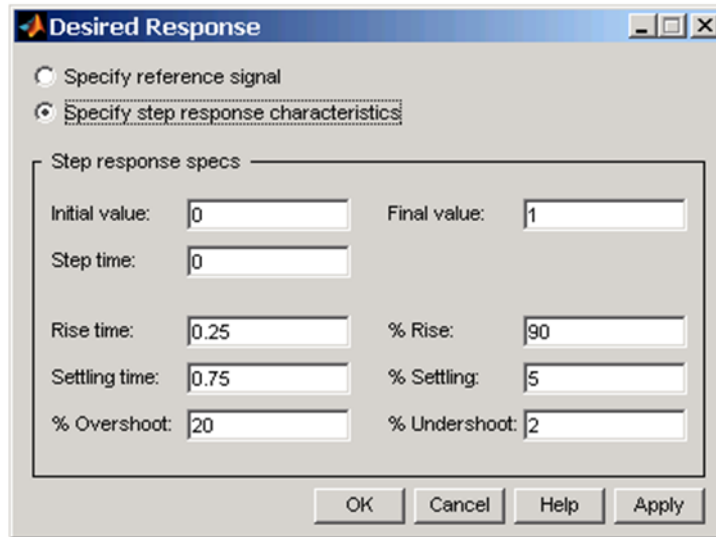 Desired Response
Specify reference signal
Specify step response characteristics
Step response specs
Initial value: 0 Final value: 1
Step time: 0
Rise time: 0.25 % Rise: 90
Settling time: 0.75 % Settling: 5
% Overshoot: 20 % Undershoot: 2
OK Cancel Help Apply